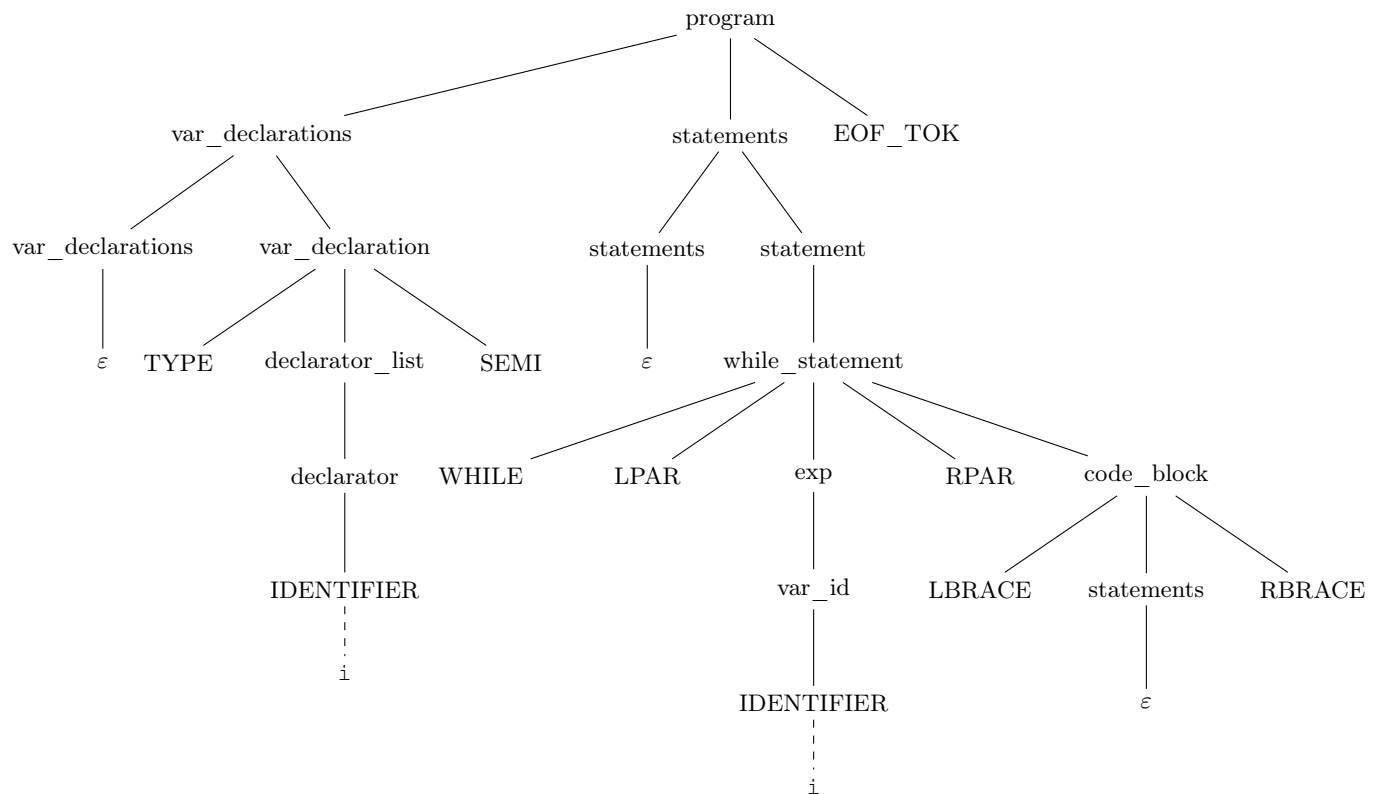 program
var_declarations statements EOF_TOK
var_declarations var_declaration statements statement
ε TYPE declarator_list SEMI ε while_statement
declarator WHILE LPAR exp RPAR code_block
IDENTIFIER var_id LBRACE statements RBRACE
i
IDENTIFIER ε
i